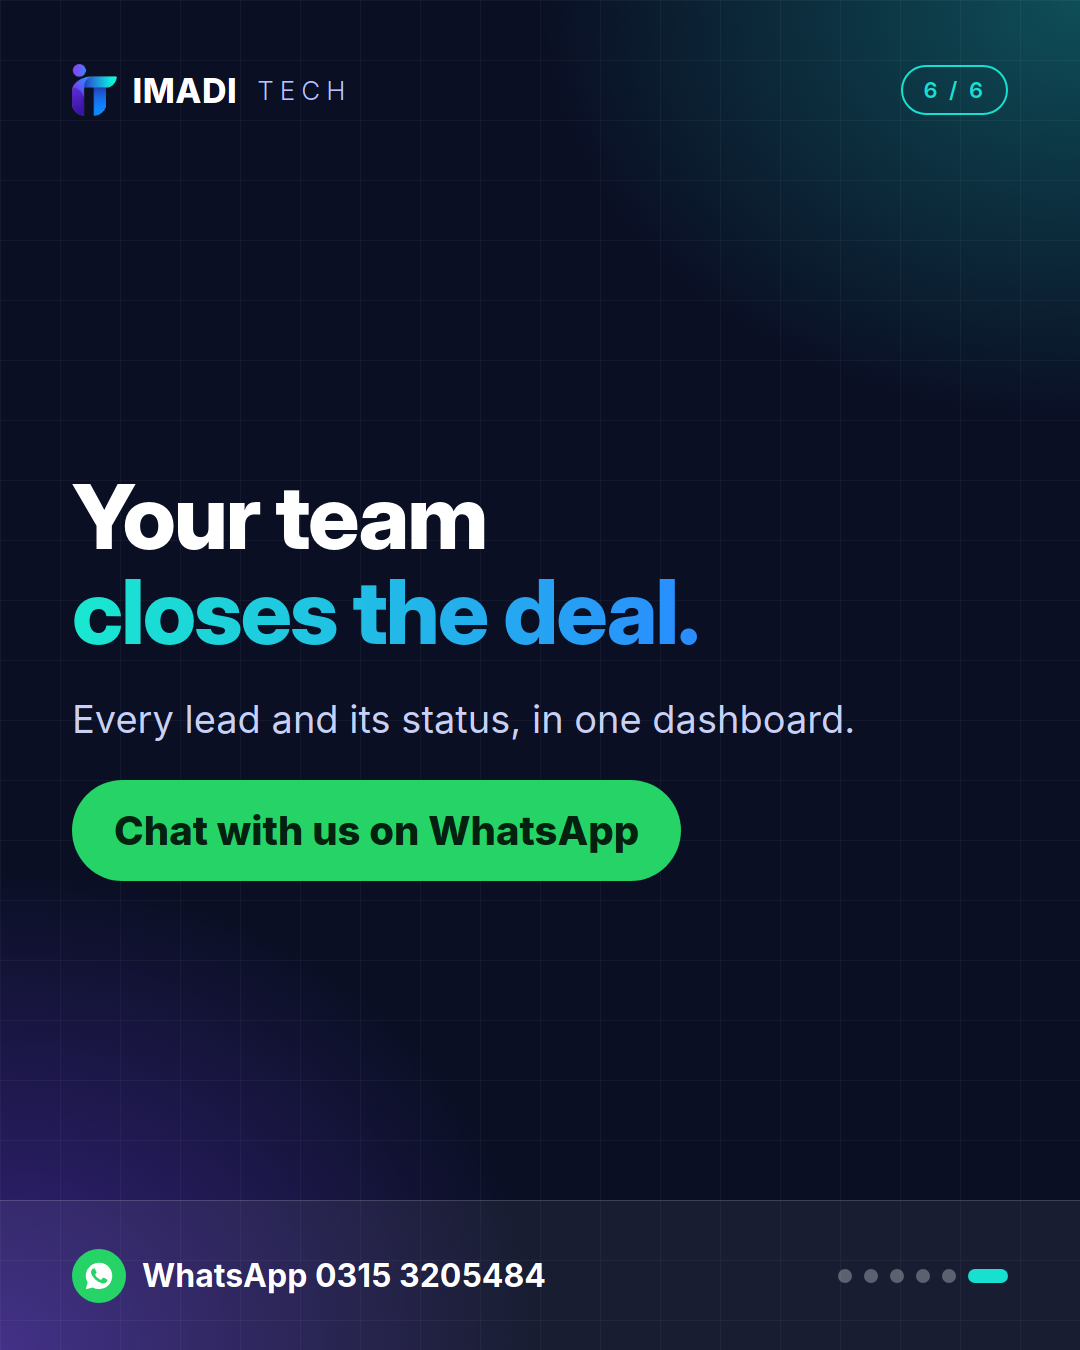 IMADI TECH
6 / 6
Your team
closes the deal.
Every lead and its status, in one dashboard.
Chat with us on WhatsApp
WhatsApp 0315 3205484